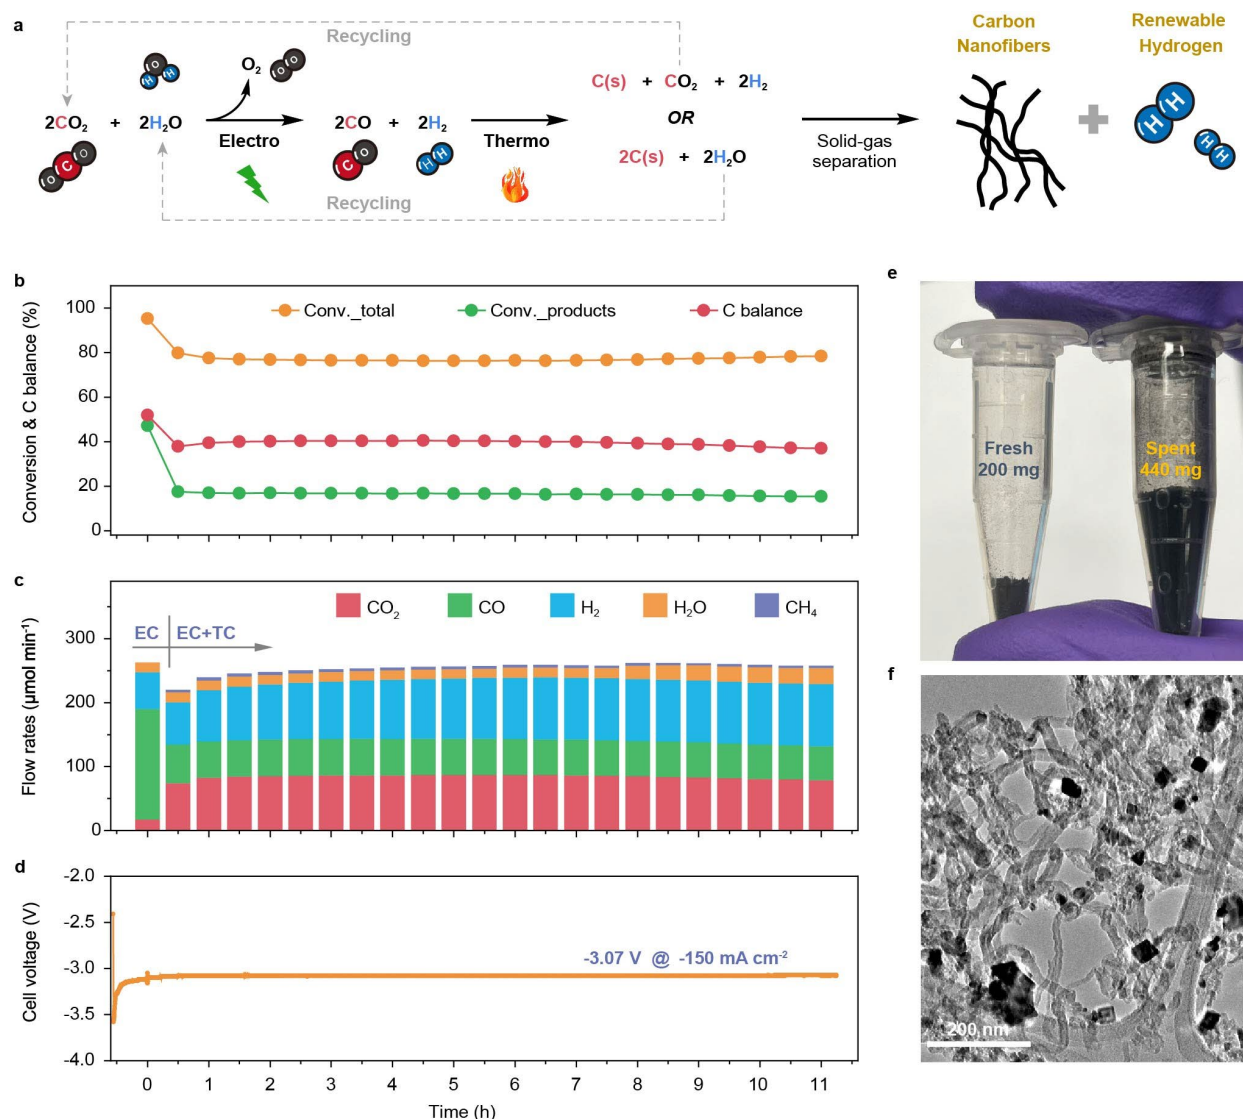 a
Recycling
Carbon
Nanofibers
Renewable
Hydrogen
O₂
O H H
O O
2CO₂ + 2H₂O
Electro
2CO + 2H₂
Thermo
C(s) + CO₂ + 2H₂
OR
2C(s) + 2H₂O
Solid-gas
separation
O C O
C O
H H
H H
H H
Recycling
b
Conversion & C balance (%)
100
80
60
40
20
0
Conv._total
Conv._products
C balance
c
Flow rates (µmol min⁻¹)
300
200
100
0
CO₂
CO
H₂
H₂O
CH₄
EC
EC+TC
d
Cell voltage (V)
-2.0
-2.5
-3.0
-3.5
-4.0
-3.07 V @ -150 mA cm⁻²
0 1 2 3 4 5 6 7 8 9 10 11
Time (h)
e
Fresh
200 mg
Spent
440 mg
f
200 nm